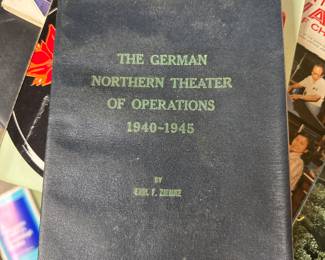 THE GERMAN
NORTHERN THEATER
OF OPERATIONS
1940-1945
BY
EARL F. ZIEMKE